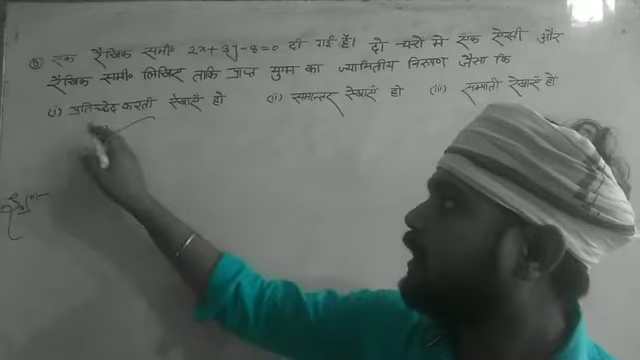 ③ एक रैखिक समी० 2x + 3y - 8 = 0 दी गई है। दो चरों में एक ऐसी और
रैखिक समी० लिखिए ताकि प्राप्त युग्म का ज्यामितीय निरूपण जैसा कि
(i) प्रतिच्छेद करती रेखाएँ हो (ii) समान्तर रेखाएँ हो (iii) सम्पाती रेखाएँ हो